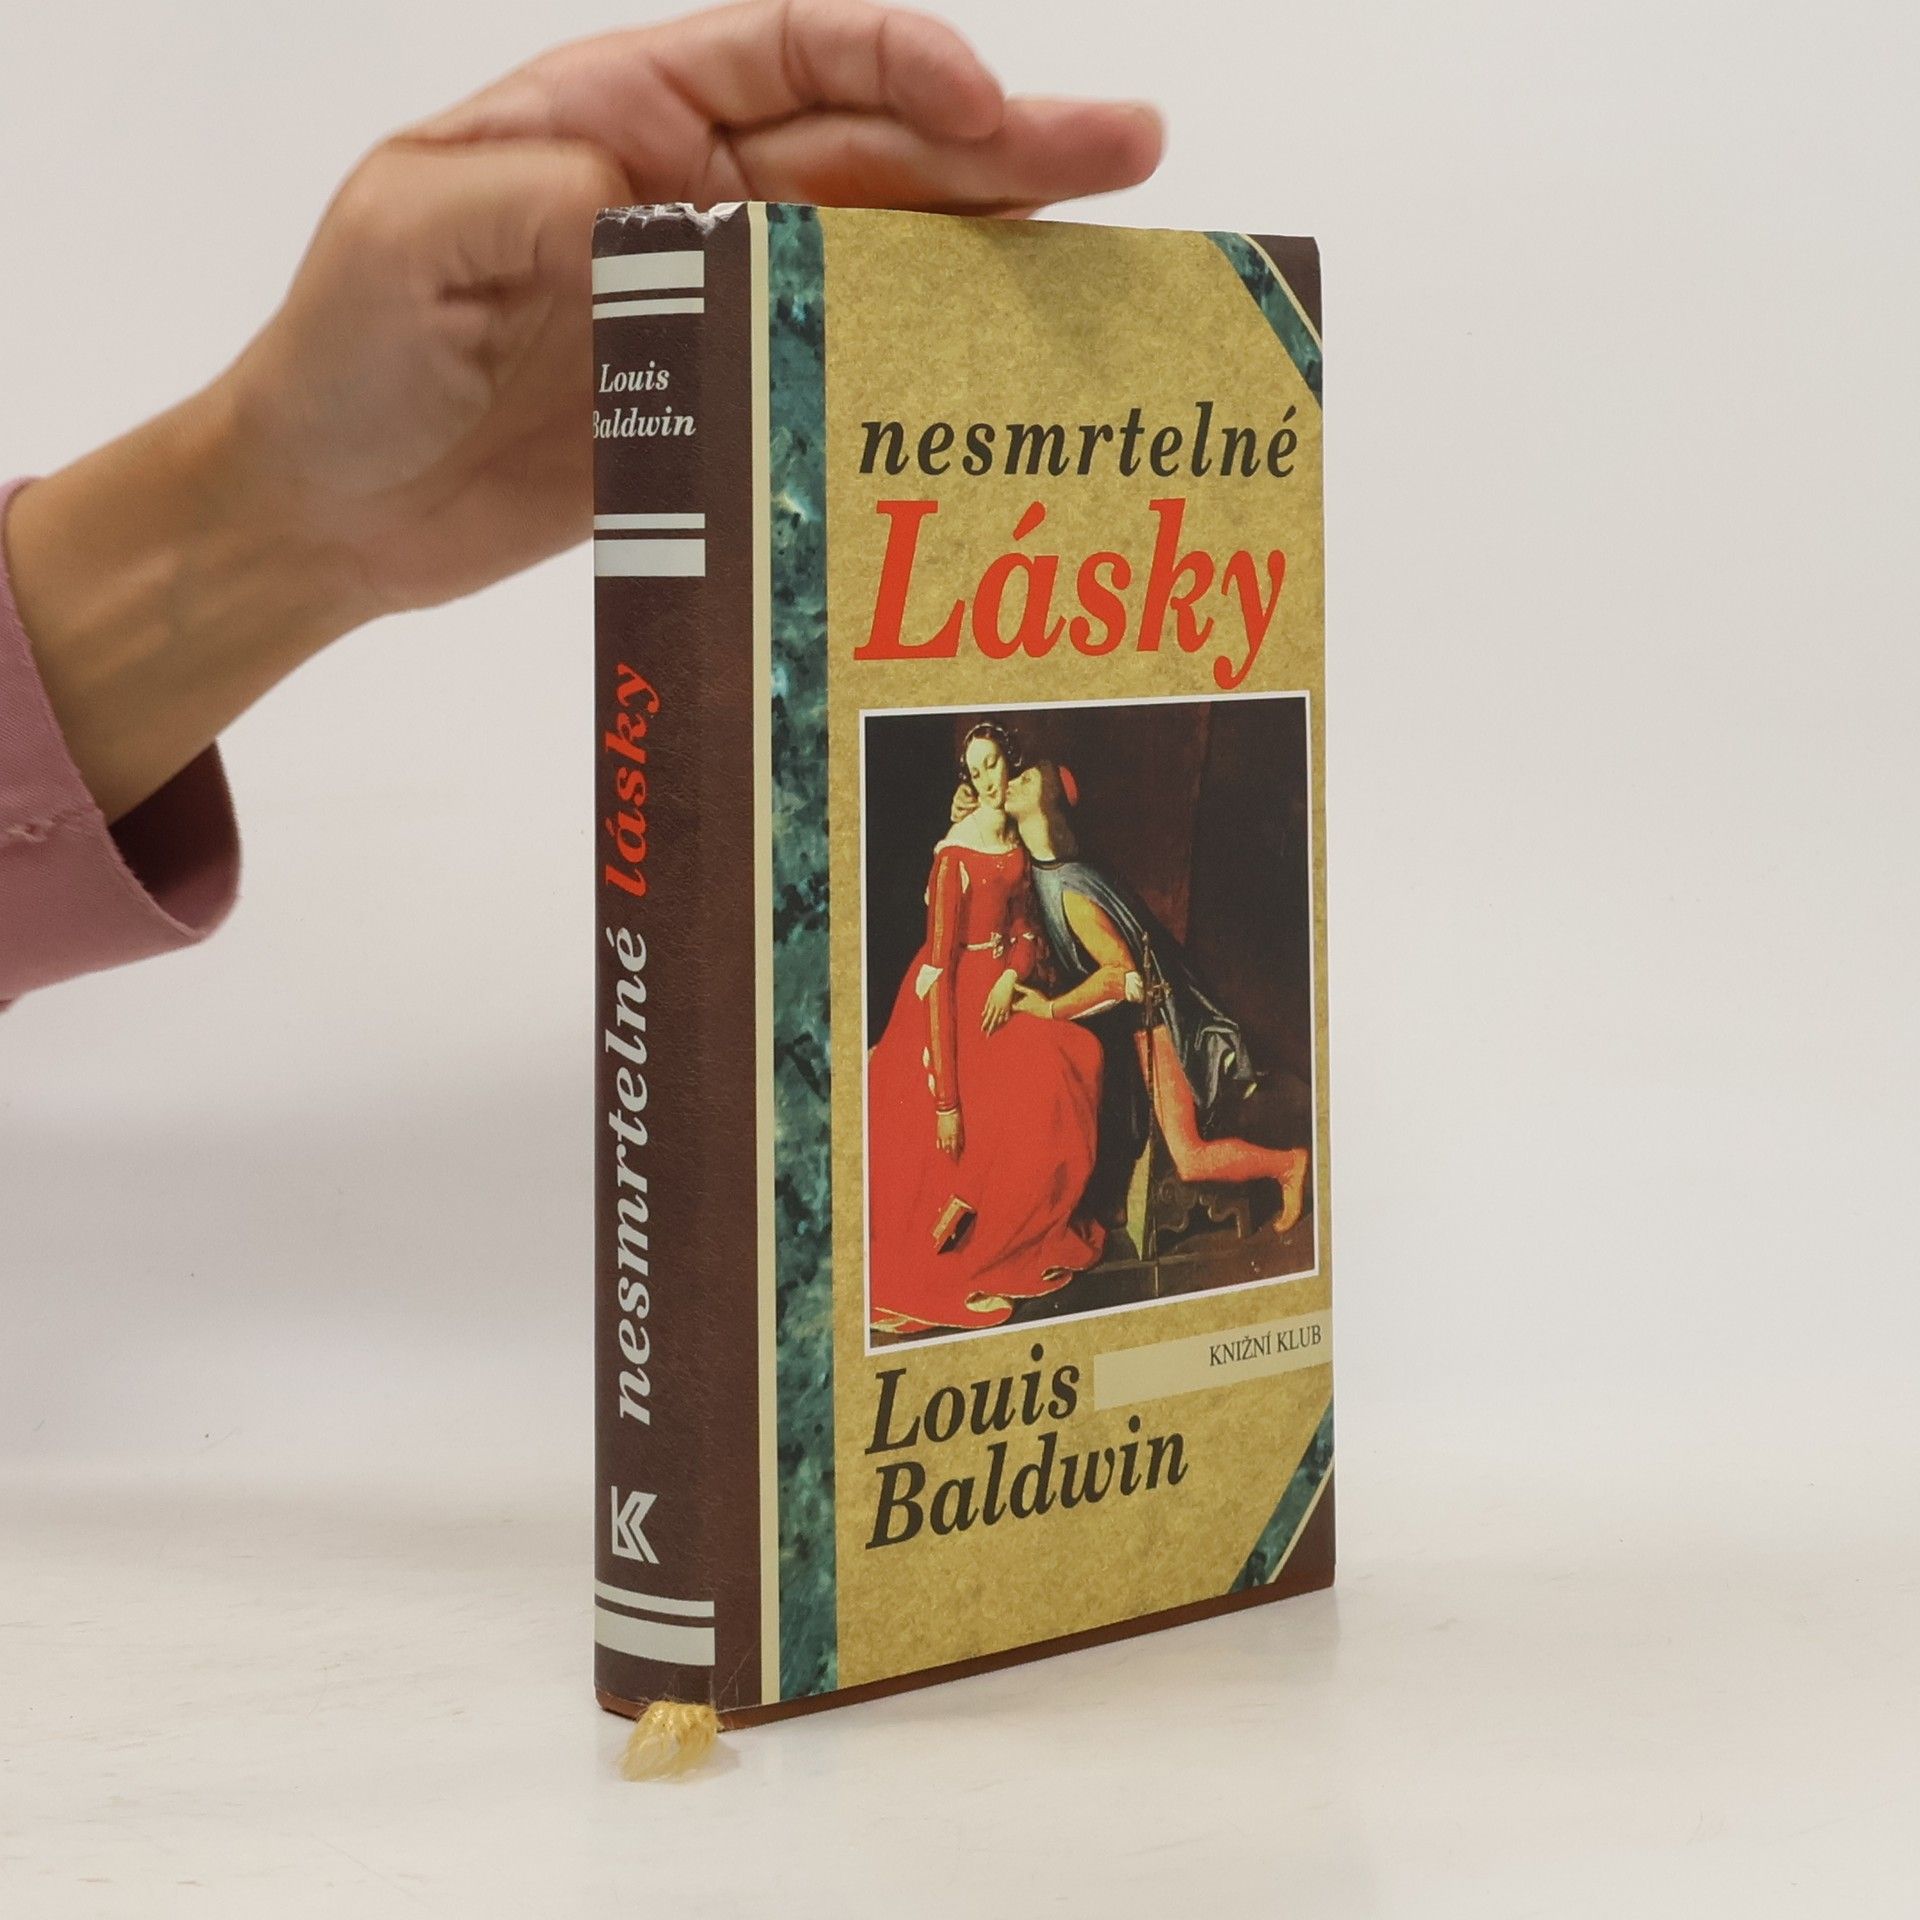 Louis
Baldwin
nesmrtelné lásky
nesmrtelné
Lásky
KNIŽNÍ KLUB
Louis
Baldwin